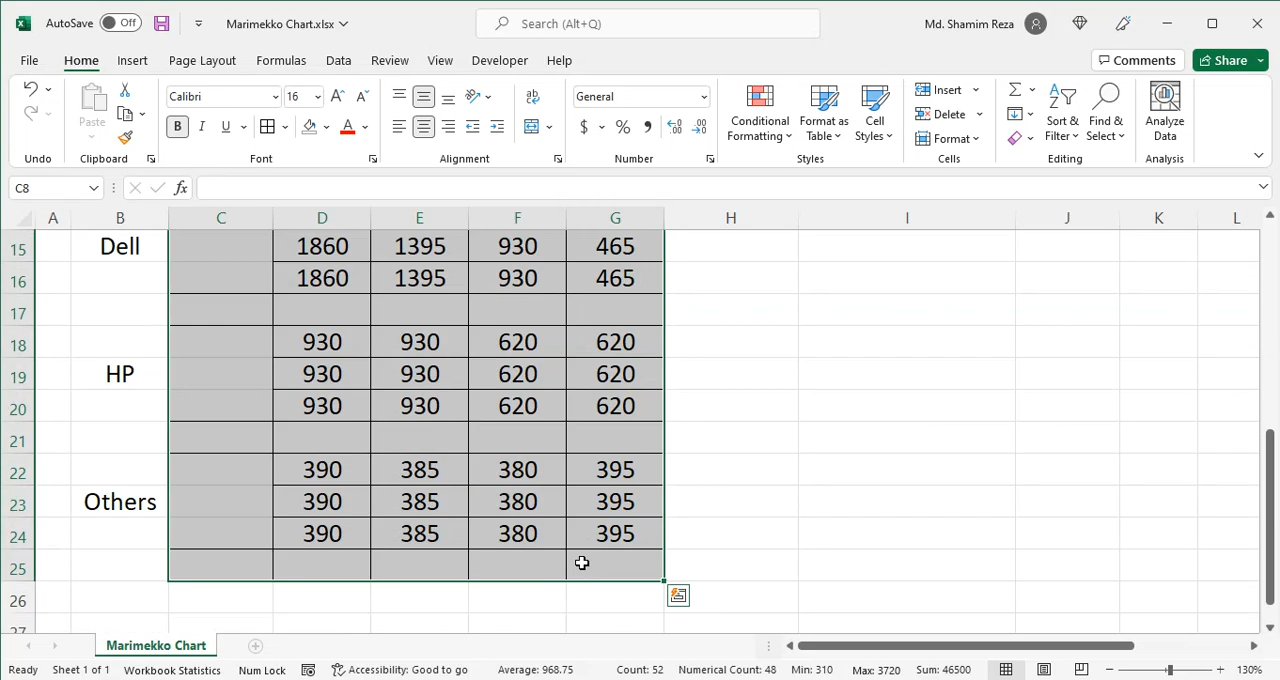 AutoSave Off Marimekko Chart.xlsx Search (Alt+Q) Md. Shamim Reza
File Home Insert Page Layout Formulas Data Review View Developer Help Comments Share
Paste Calibri 16 General Conditional Formatting Format as Table Cell Styles Insert Delete Format Sort & Filter Find & Select Analyze Data
Undo Clipboard Font Alignment Number Styles Cells Editing Analysis
C8 fx
A B C D E F G H I J K L
15 Dell 1860 1395 930 465
16 1860 1395 930 465
17
18 930 930 620 620
19 HP 930 930 620 620
20 930 930 620 620
21
22 390 385 380 395
23 Others 390 385 380 395
24 390 385 380 395
25
26
27
Marimekko Chart
Ready Sheet 1 of 1 Workbook Statistics Num Lock Accessibility: Good to go Average: 968.75 Count: 52 Numerical Count: 48 Min: 310 Max: 3720 Sum: 46500 130%